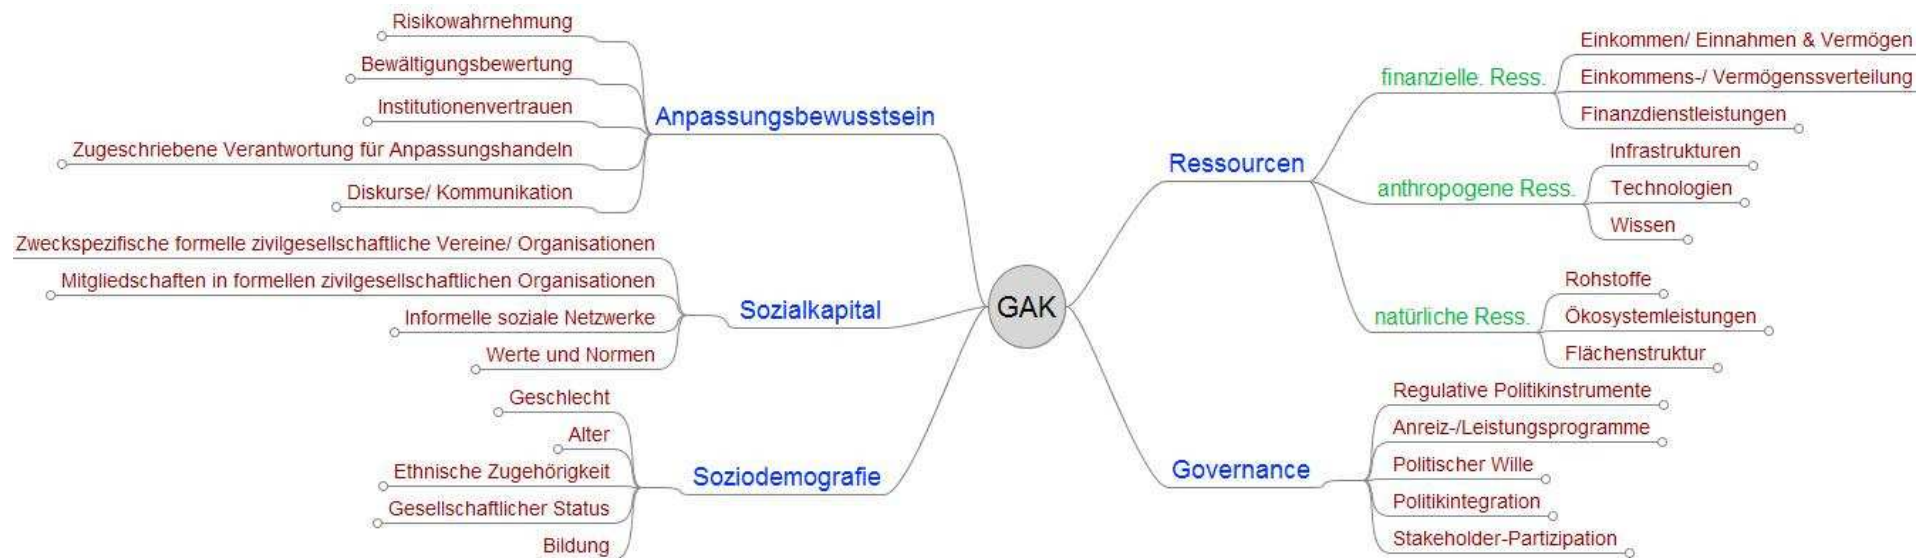 Risikowahrnehmung
Bewältigungsbewertung
Institutionenvertrauen
Zugeschriebene Verantwortung für Anpassungshandeln
Diskurse/ Kommunikation
Anpassungsbewusstsein
Zweckspezifische formelle zivilgesellschaftliche Vereine/ Organisationen
Mitgliedschaften in formellen zivilgesellschaftlichen Organisationen
Informelle soziale Netzwerke
Werte und Normen
Sozialkapital
Geschlecht
Alter
Ethnische Zugehörigkeit
Gesellschaftlicher Status
Bildung
Soziodemografie
GAK
Ressourcen
finanzielle. Ress.
Einkommen/ Einnahmen & Vermögen
Einkommens-/ Vermögenssverteilung
Finanzdienstleistungen
anthropogene Ress.
Infrastrukturen
Technologien
Wissen
natürliche Ress.
Rohstoffe
Ökosystemleistungen
Flächenstruktur
Governance
Regulative Politikinstrumente
Anreiz-/Leistungsprogramme
Politischer Wille
Politikintegration
Stakeholder-Partizipation